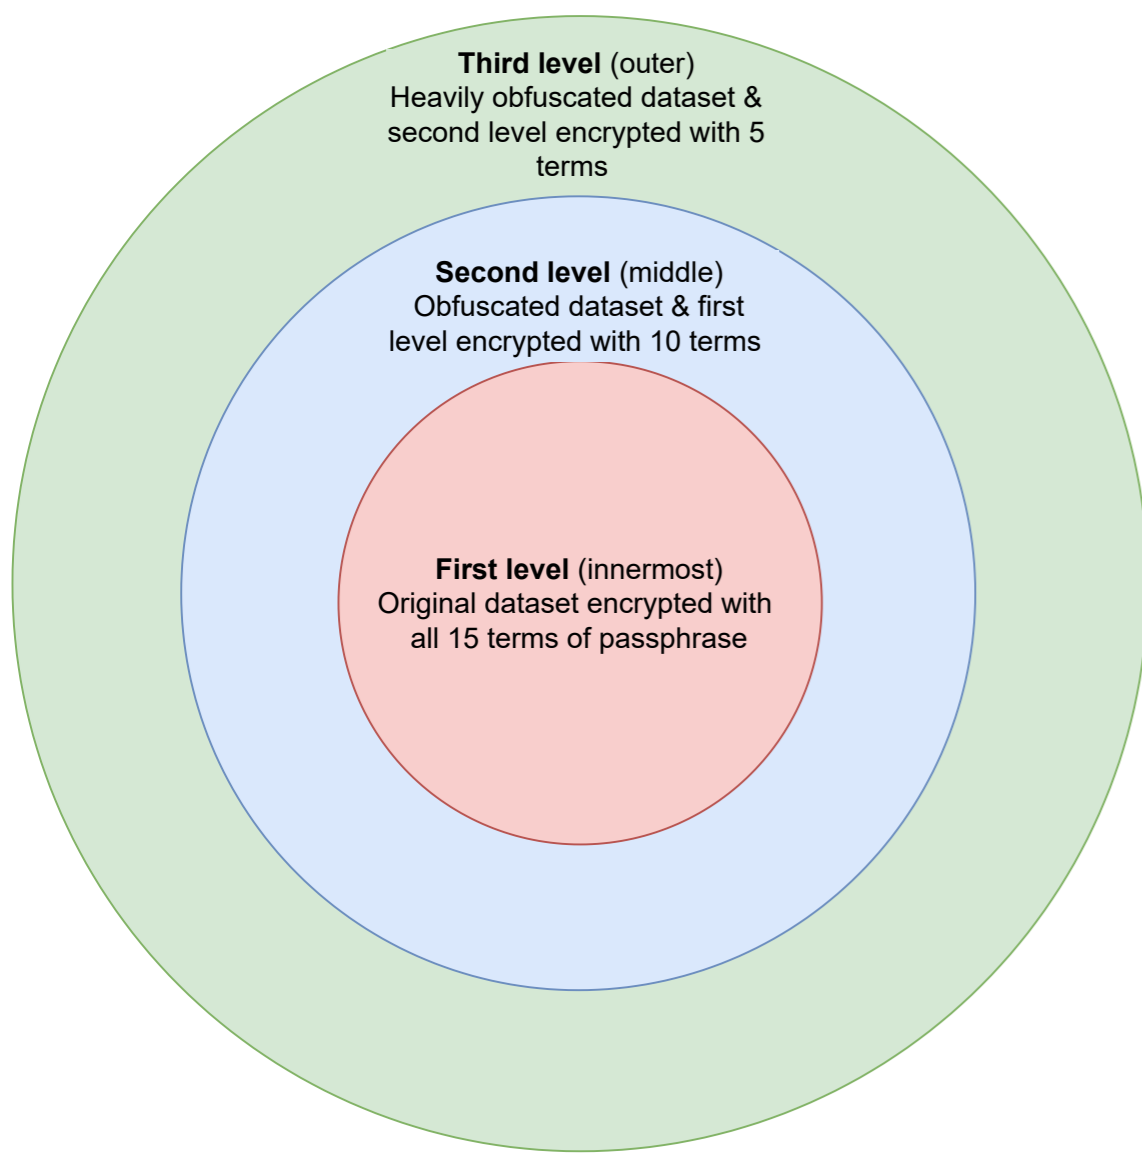 Third level (outer)
Heavily obfuscated dataset &
second level encrypted with 5
terms
Second level (middle)
Obfuscated dataset & first
level encrypted with 10 terms
First level (innermost)
Original dataset encrypted with
all 15 terms of passphrase